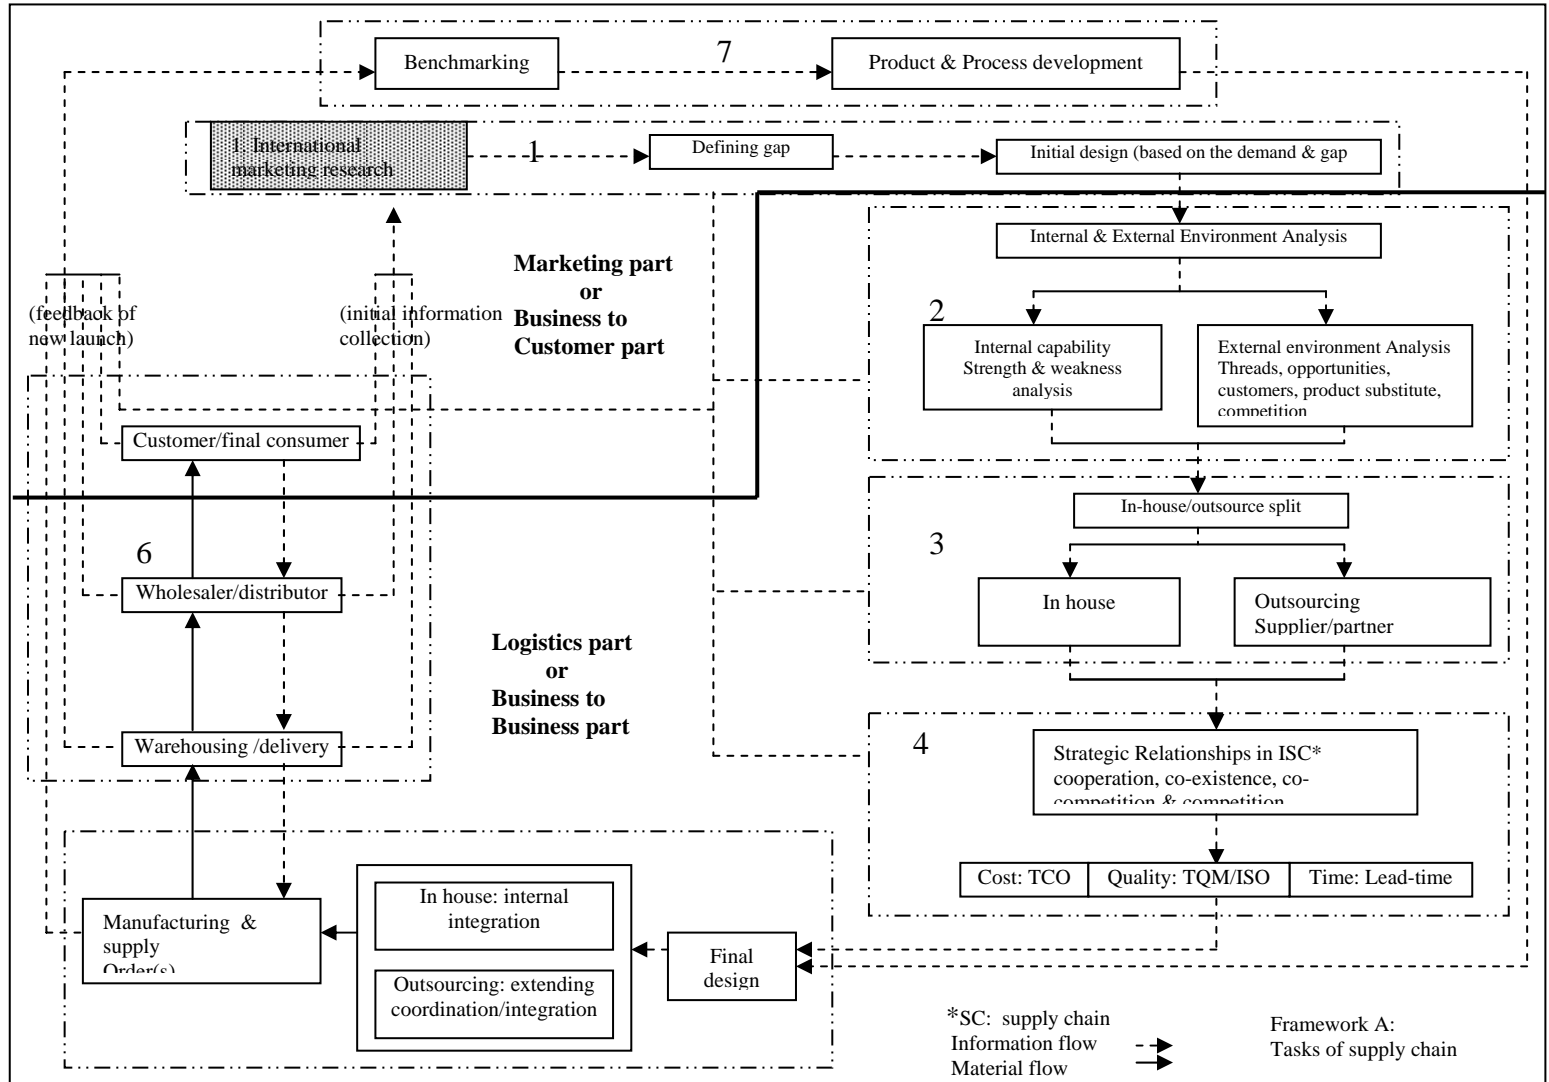 Benchmarking
7
Product & Process development
1. International
marketing research
1
Defining gap
Initial design (based on the demand & gap
Internal & External Environment Analysis
Marketing part
or
Business to
Customer part
(feedback of
new launch)
(initial information
collection)
2
Internal capability
Strength & weakness
analysis
External environment Analysis
Threads, opportunities,
customers, product substitute,
competition
Customer/final consumer
In-house/outsource split
3
6
Wholesaler/distributor
In house
Outsourcing
Supplier/partner
Logistics part
or
Business to
Business part
Warehousing /delivery
4
Strategic Relationships in ISC*
cooperation, co-existence, co-
competition & competition
Cost: TCO
Quality: TQM/ISO
Time: Lead-time
Manufacturing &
supply
Order(s)
In house: internal
integration
Outsourcing: extending
coordination/integration
Final
design
*SC: supply chain
Information flow
Material flow
Framework A:
Tasks of supply chain